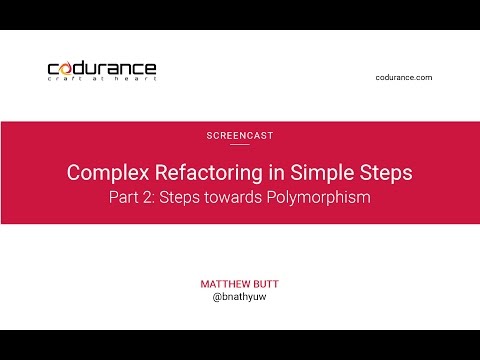 codurance
craft at heart
codurance.com
SCREENCAST
Complex Refactoring in Simple Steps
Part 2: Steps towards Polymorphism
MATTHEW BUTT
@bnathyuw